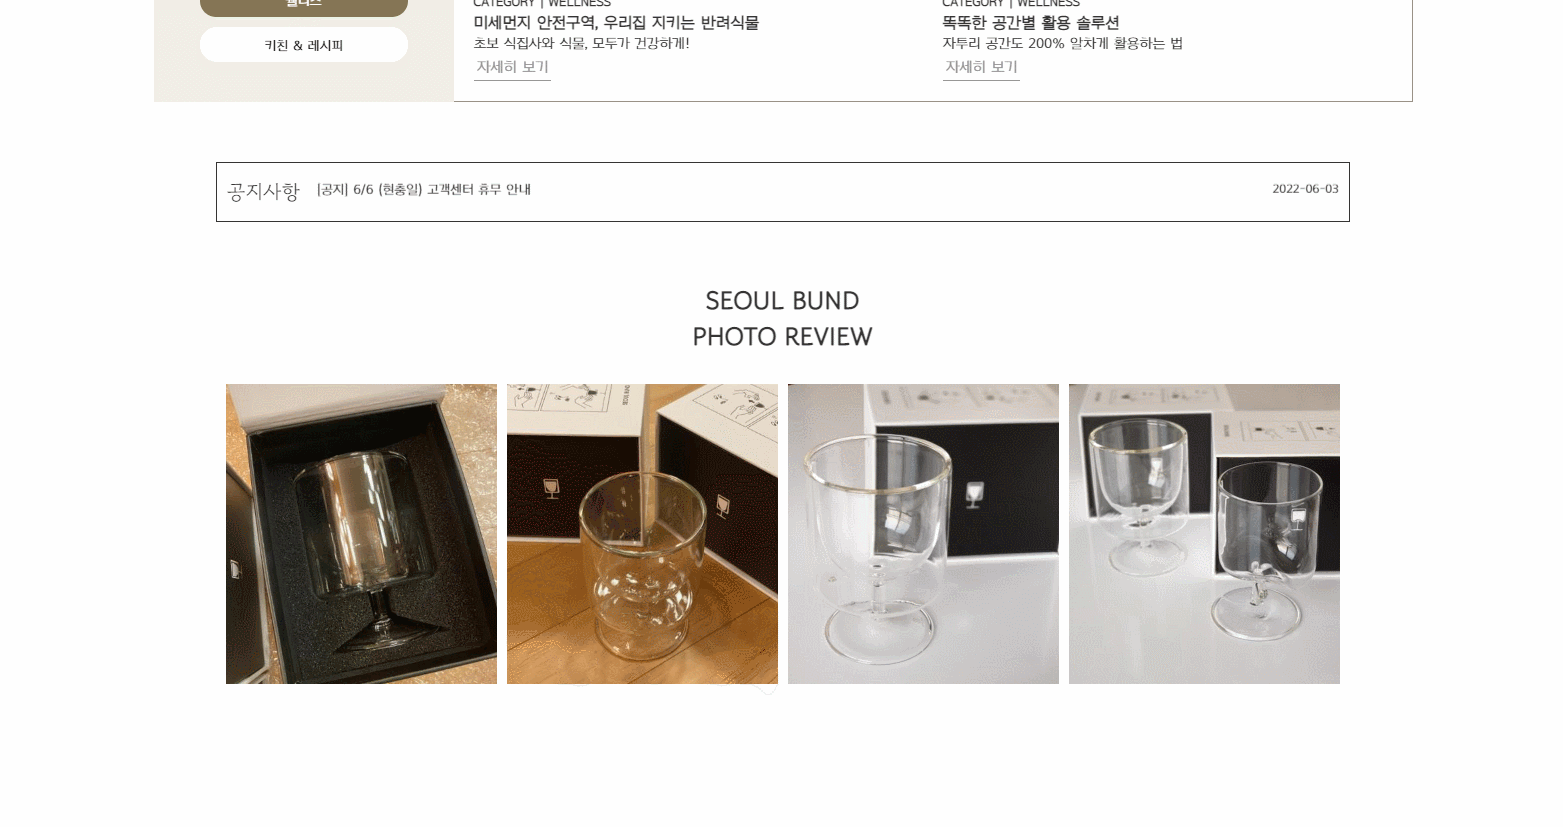 웰니스
키친 & 레시피
CATEGORY | WELLNESS
미세먼지 안전구역, 우리집 지키는 반려식물
초보 식집사와 식물, 모두가 건강하게!
자세히 보기
CATEGORY | WELLNESS
똑똑한 공간별 활용 솔루션
자투리 공간도 200% 알차게 활용하는 법
자세히 보기
공지사항 [공지] 6/6 (현충일) 고객센터 휴무 안내 2022-06-03
SEOUL BUND
PHOTO REVIEW